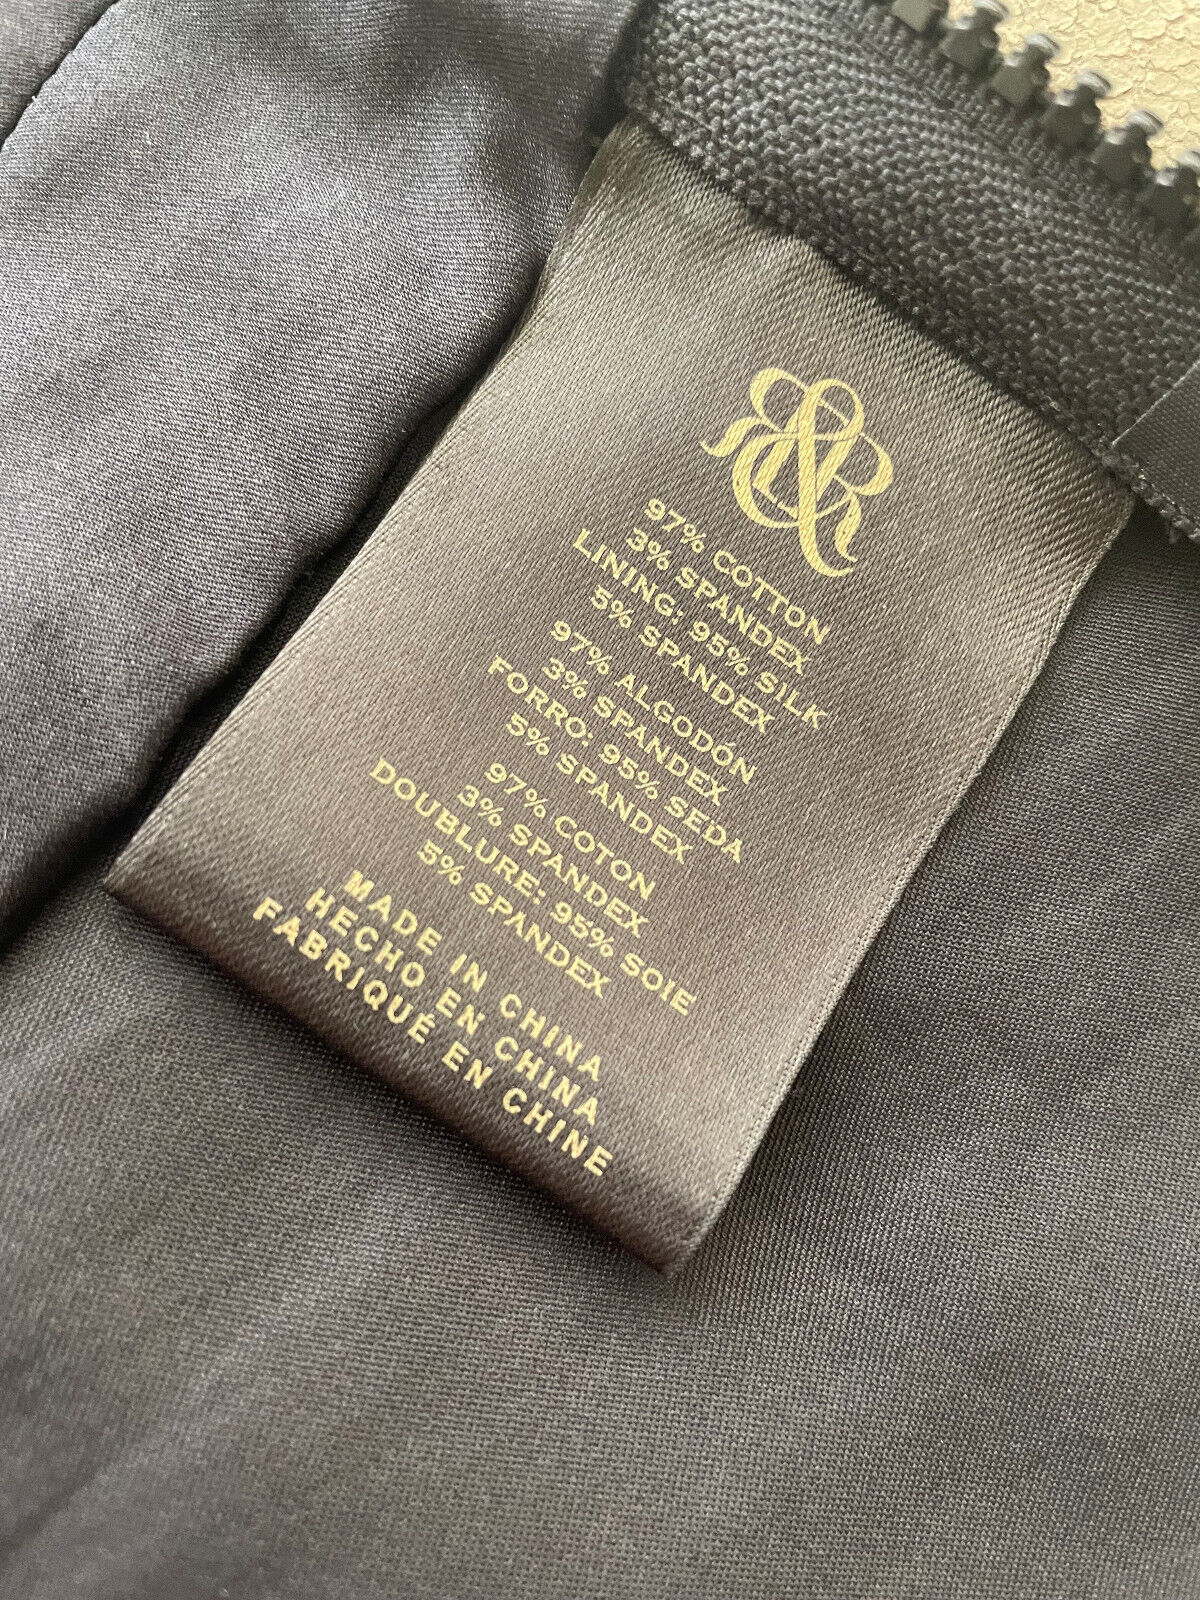 R&R
97% COTTON
3% SPANDEX
LINING: 95% SILK
5% SPANDEX
97% ALGODÓN
3% SPANDEX
FORRO: 95% SEDA
5% SPANDEX
97% COTON
3% SPANDEX
DOUBLURE: 95% SOIE
5% SPANDEX
MADE IN CHINA
HECHO EN CHINA
FABRIQUÉ EN CHINE